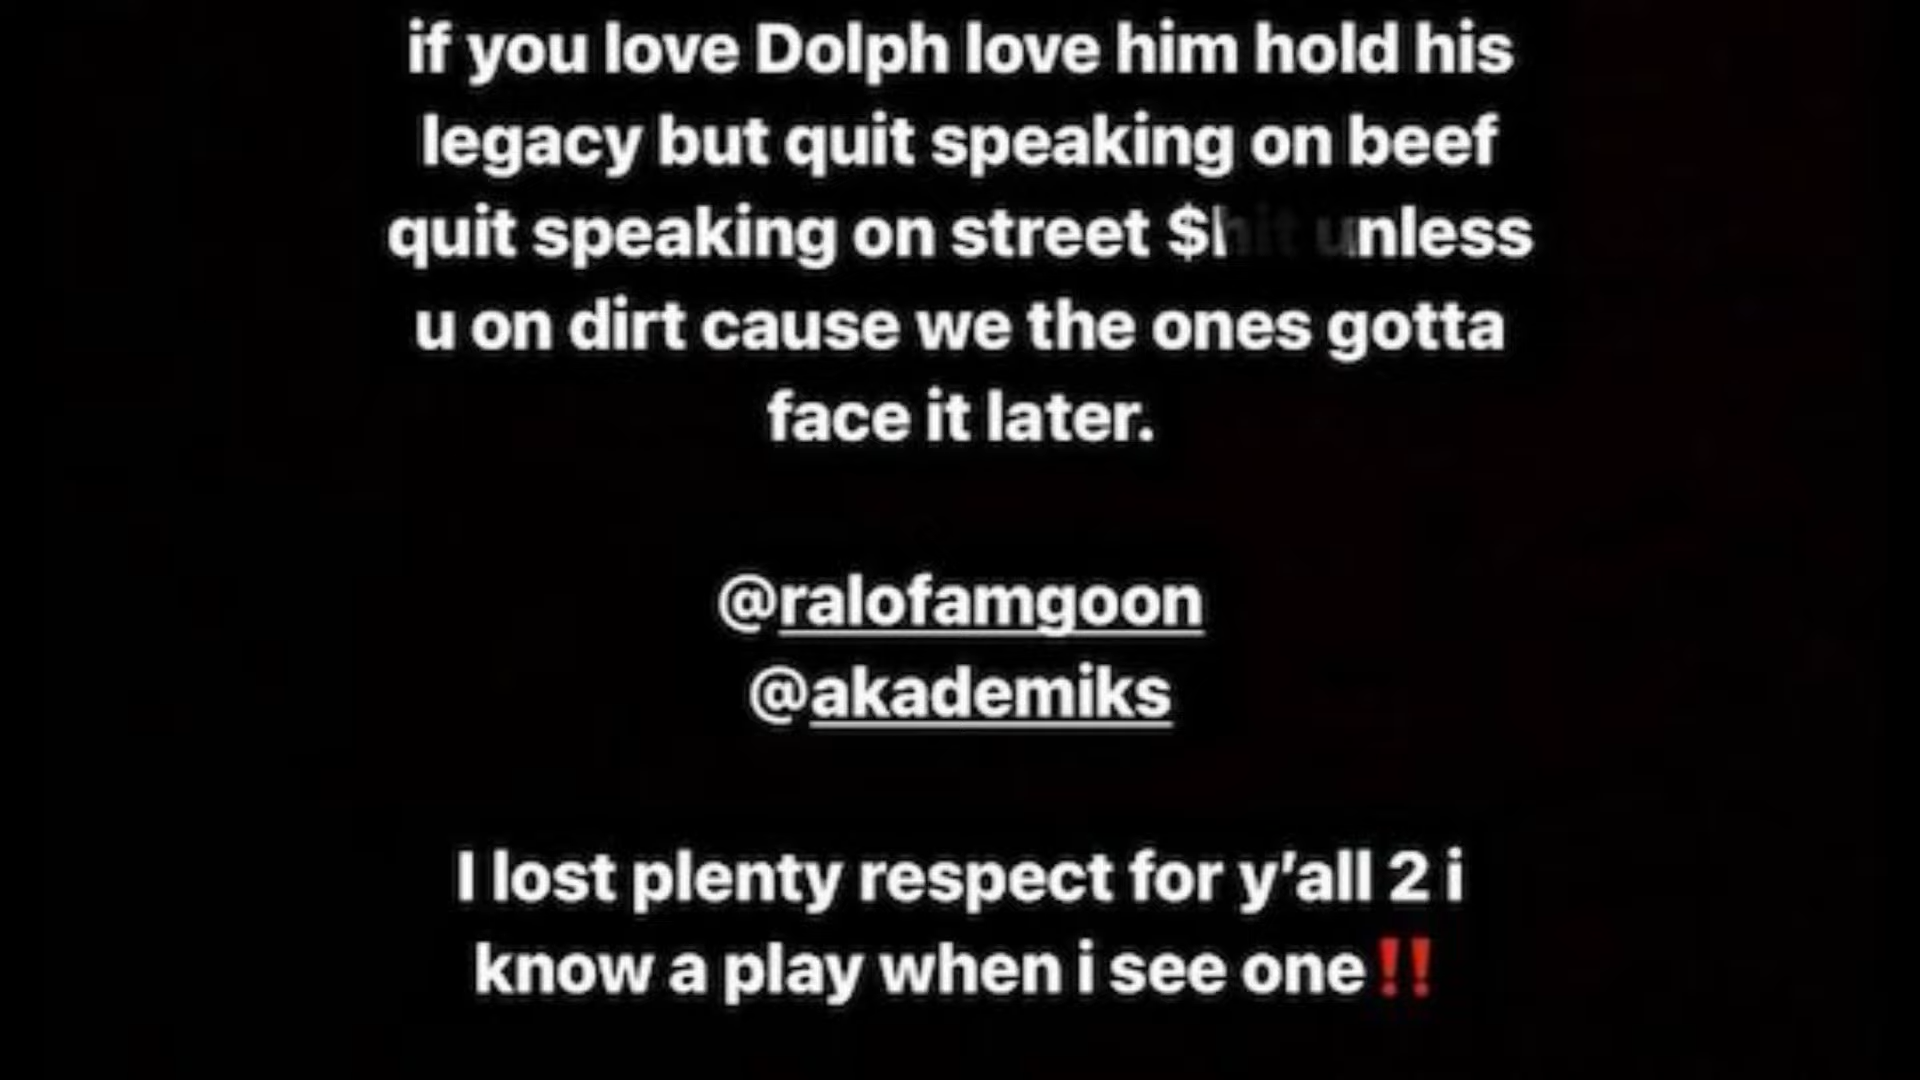 if you love Dolph love him hold his
legacy but quit speaking on beef
quit speaking on street $hit unless
u on dirt cause we the ones gotta
face it later.
@ralofamgoon
@akademiks
I lost plenty respect for y’all 2 i
know a play when i see one‼️